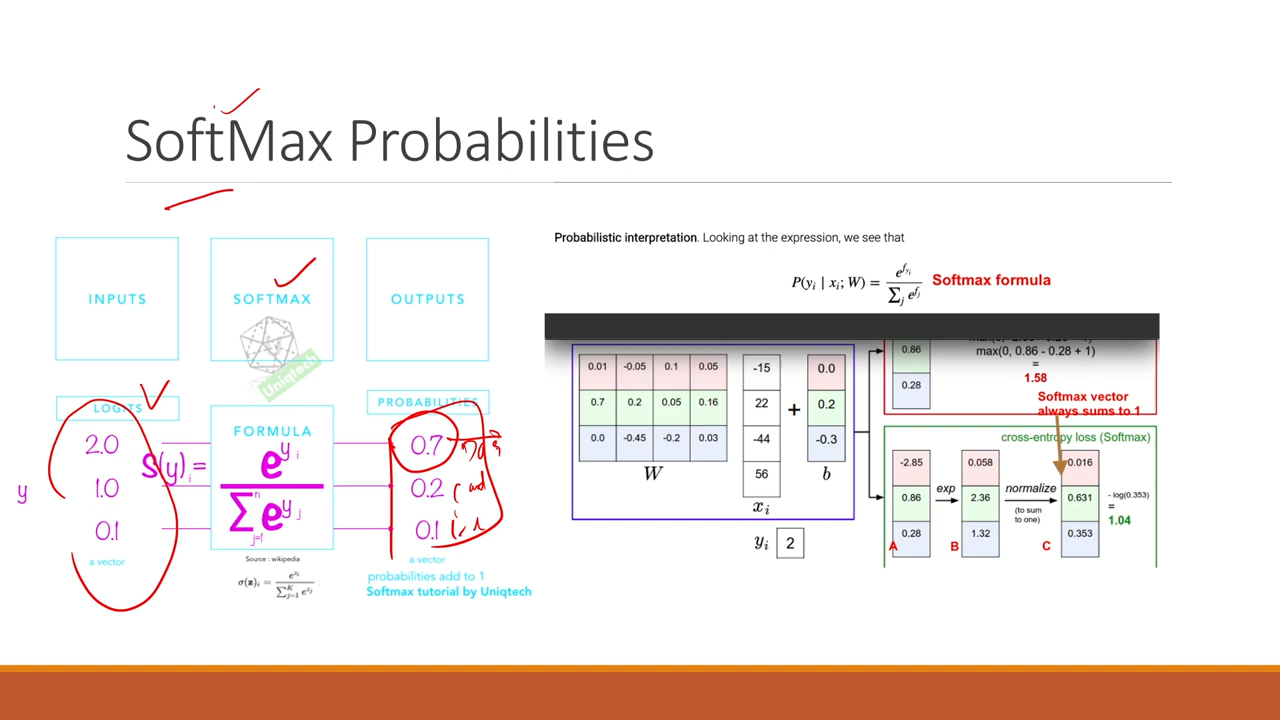 SoftMax Probabilities
INPUTS
SOFTMAX
OUTPUTS
Uniqtech
LOGITS
2.0
1.0
0.1
y
a vector
FORMULA
S(y)i = e^yi / Σ j=1 n e^yj
Source : wikipedia
σ(z)i = e^zi / Σ j=1 K e^zj
PROBABILITIES
0.7
0.2
0.1
a vector
probabilities add to 1
Softmax tutorial by Uniqtech
Probabilistic interpretation. Looking at the expression, we see that
P(yi | xi; W) = e^fyi / Σj e^fj
Softmax formula
0.01 -0.05 0.1 0.05
0.7 0.2 0.05 0.16
0.0 -0.45 -0.2 0.03
W
-15
22
-44
56
xi
+
0.0
0.2
-0.3
b
yi 2
0.86
0.28
max(0, 0.86 - 0.28 + 1)
=
1.58
Softmax vector
always sums to 1
cross-entropy loss (Softmax)
-2.85
0.86
0.28
A
exp
0.058
2.36
1.32
B
normalize
(to sum
to one)
0.016
0.631
0.353
C
- log(0.353)
=
1.04